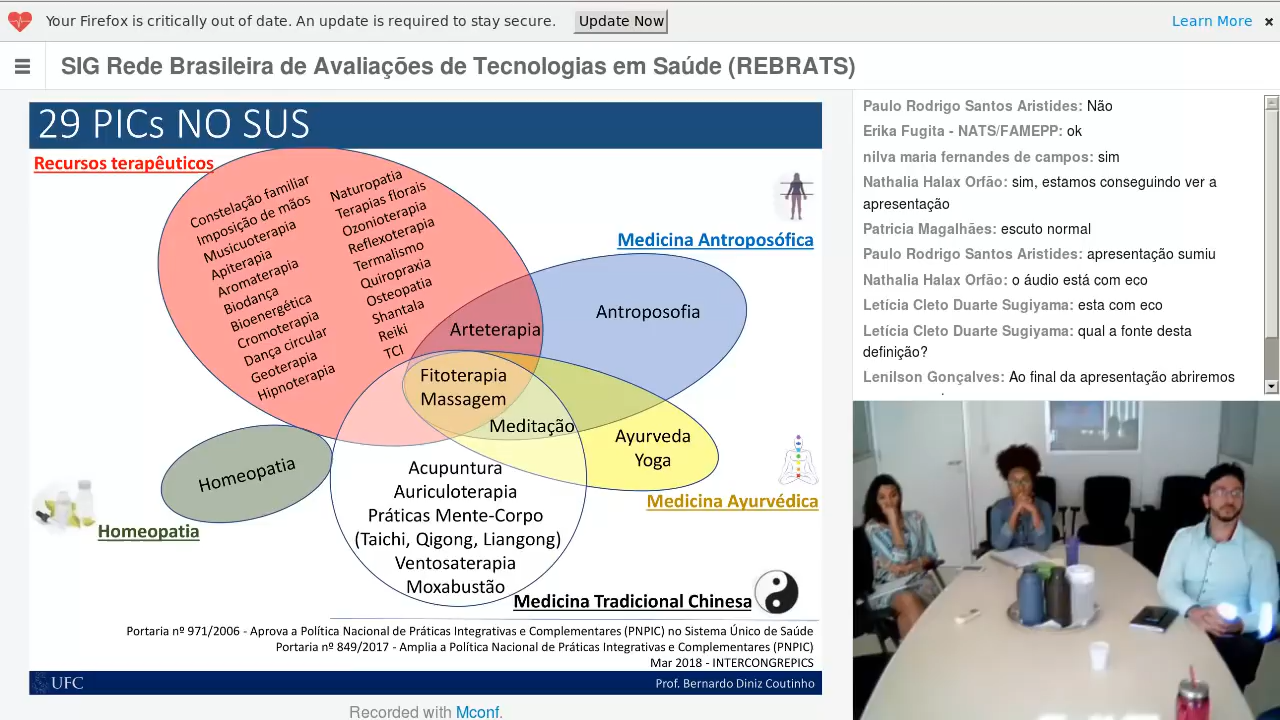 Your Firefox is critically out of date. An update is required to stay secure.
Update Now
Learn More
SIG Rede Brasileira de Avaliações de Tecnologias em Saúde (REBRATS)
29 PICs NO SUS
Recursos terapêuticos
Constelação familiar
Imposição de mãos
Musicuoterapia
Apiterapia
Aromaterapia
Biodança
Bioenergética
Cromoterapia
Dança circular
Geoterapia
Hipnoterapia
Naturopatia
Terapias florais
Ozonioterapia
Reflexoterapia
Termalismo
Quiropraxia
Osteopatia
Shantala
Reiki
TCI
Medicina Antroposófica
Antroposofia
Arteterapia
Fitoterapia
Massagem
Meditação
Ayurveda
Yoga
Medicina Ayurvédica
Homeopatia
Homeopatia
Acupuntura
Auriculoterapia
Práticas Mente-Corpo
(Taichi, Qigong, Liangong)
Ventosaterapia
Moxabustão
Medicina Tradicional Chinesa
Portaria nº 971/2006 - Aprova a Política Nacional de Práticas Integrativas e Complementares (PNPIC) no Sistema Único de Saúde
Portaria nº 849/2017 - Amplia a Política Nacional de Práticas Integrativas e Complementares (PNPIC)
Mar 2018 - INTERCONGREPICS
UFC
Prof. Bernardo Diniz Coutinho
Recorded with Mconf.
Paulo Rodrigo Santos Aristides: Não
Erika Fugita - NATS/FAMEPP: ok
nilva maria fernandes de campos: sim
Nathalia Halax Orfão: sim, estamos conseguindo ver a
apresentação
Patricia Magalhães: escuto normal
Paulo Rodrigo Santos Aristides: apresentação sumiu
Nathalia Halax Orfão: o áudio está com eco
Letícia Cleto Duarte Sugiyama: esta com eco
Letícia Cleto Duarte Sugiyama: qual a fonte desta
definição?
Lenilson Gonçalves: Ao final da apresentação abriremos